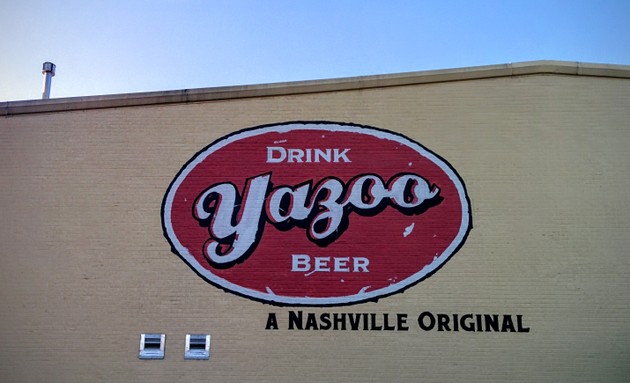 DRINK
Yazoo
BEER
A NASHVILLE ORIGINAL